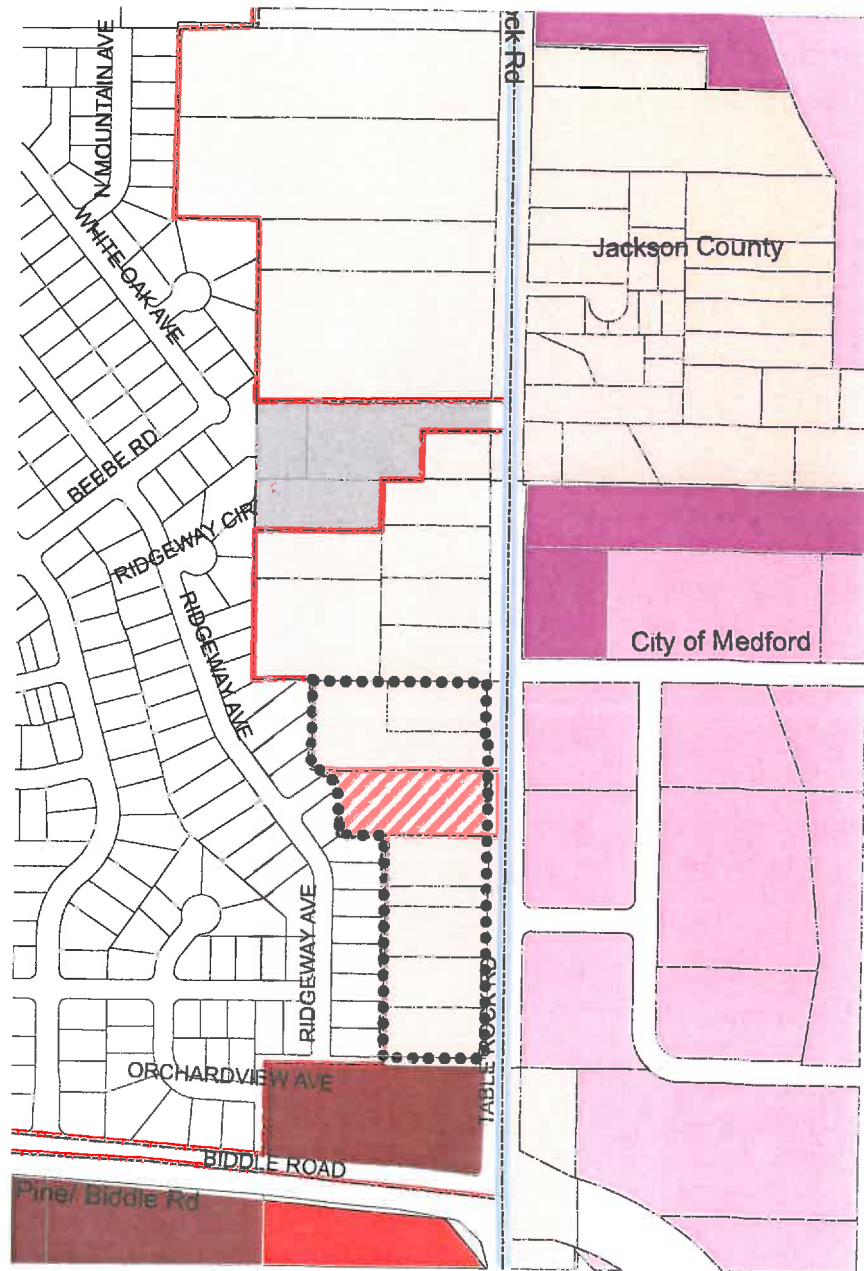 N MOUNTAIN AVE
ock Rd
WHITE OAK AVE
Jackson County
BEEBE RD
RIDGEWAY CIR
RIDGEWAY AVE
City of Medford
RIDGEWAY AVE
TABLE ROCK RD
ORCHARDVIEW AVE
BIDDLE ROAD
Pine/ Biddle Rd